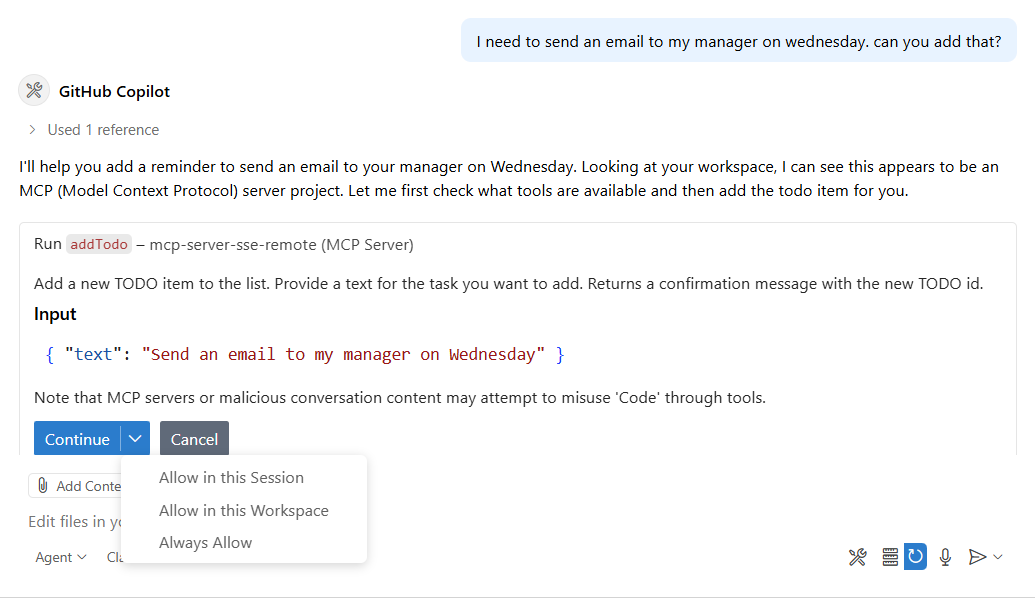 I need to send an email to my manager on wednesday. can you add that?
GitHub Copilot
Used 1 reference
I'll help you add a reminder to send an email to your manager on Wednesday. Looking at your workspace, I can see this appears to be an
MCP (Model Context Protocol) server project. Let me first check what tools are available and then add the todo item for you.
Run addTodo – mcp-server-sse-remote (MCP Server)
Add a new TODO item to the list. Provide a text for the task you want to add. Returns a confirmation message with the new TODO id.
Input
{ "text": "Send an email to my manager on Wednesday" }
Note that MCP servers or malicious conversation content may attempt to misuse 'Code' through tools.
Continue Cancel
Allow in this Session
Add Conte
Allow in this Workspace
Edit files in yo
Always Allow
Agent Cla